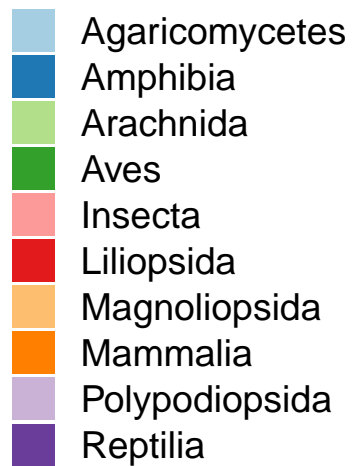 Agaricomycetes
Amphibia
Arachnida
Aves
Insecta
Liliopsida
Magnoliopsida
Mammalia
Polypodiopsida
Reptilia